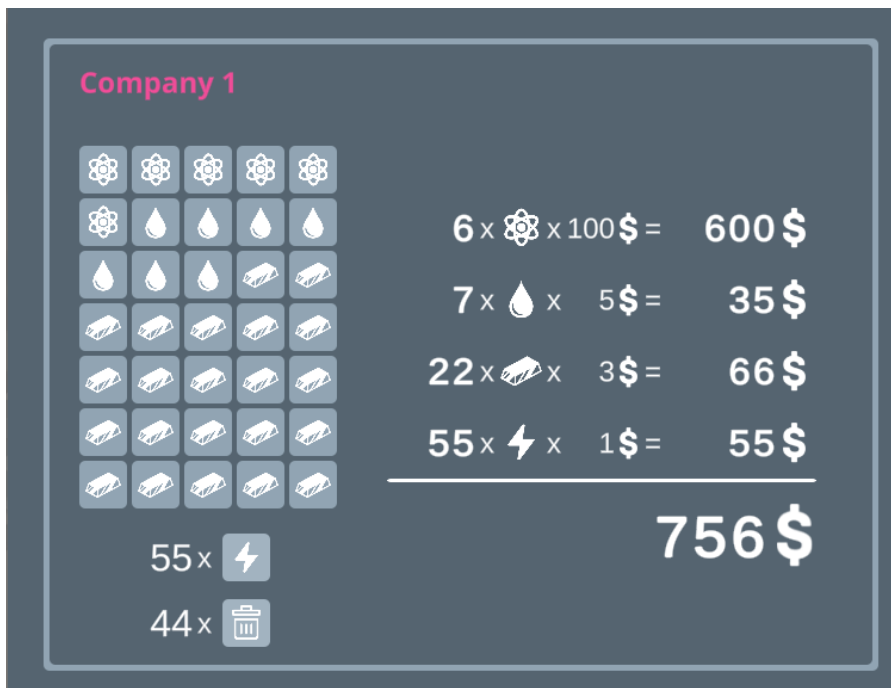 Company 1
6 x x 100 $ = 600 $
7 x x 5 $ = 35 $
22 x x 3 $ = 66 $
55 x x 1 $ = 55 $
756 $
55 x
44 x